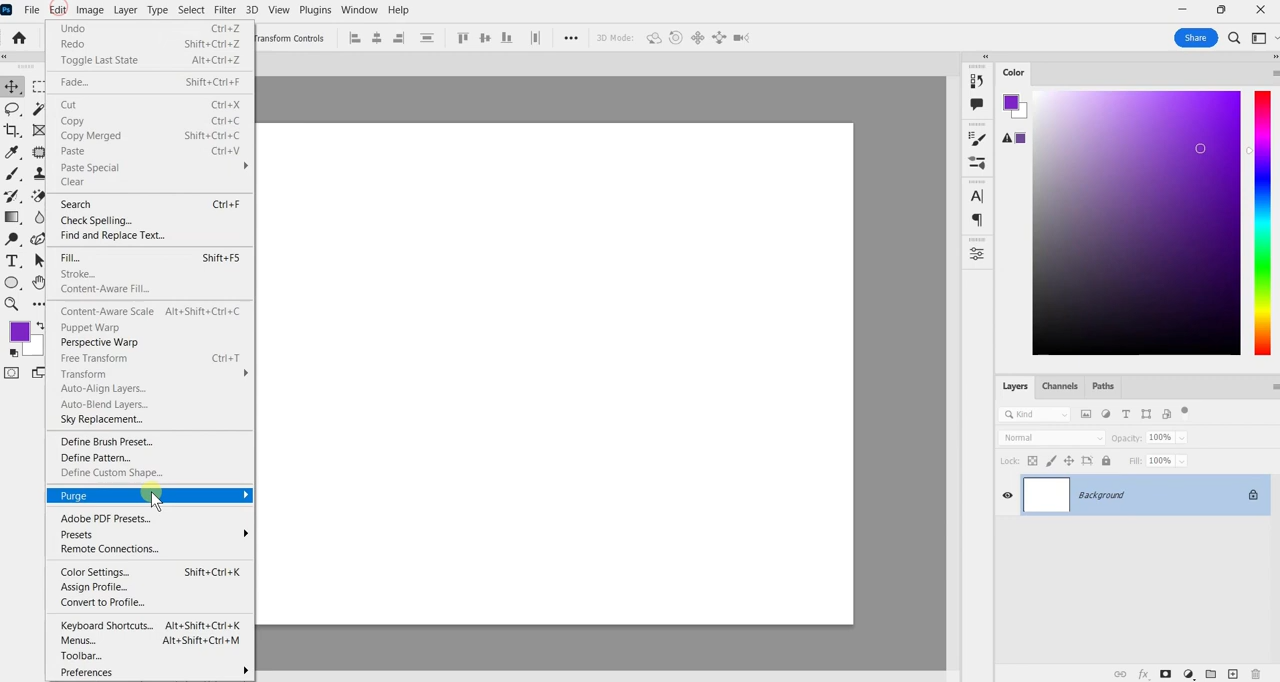 Ps File Edit Image Layer Type Select Filter 3D View Plugins Window Help
Transform Controls 3D Mode: Share
Undo Ctrl+Z
Redo Shift+Ctrl+Z
Toggle Last State Alt+Ctrl+Z
Fade... Shift+Ctrl+F
Cut Ctrl+X
Copy Ctrl+C
Copy Merged Shift+Ctrl+C
Paste Ctrl+V
Paste Special
Clear
Search Ctrl+F
Check Spelling...
Find and Replace Text...
Fill... Shift+F5
Stroke...
Content-Aware Fill...
Content-Aware Scale Alt+Shift+Ctrl+C
Puppet Warp
Perspective Warp
Free Transform Ctrl+T
Transform
Auto-Align Layers...
Auto-Blend Layers...
Sky Replacement...
Define Brush Preset...
Define Pattern...
Define Custom Shape...
Purge
Adobe PDF Presets...
Presets
Remote Connections...
Color Settings... Shift+Ctrl+K
Assign Profile...
Convert to Profile...
Keyboard Shortcuts... Alt+Shift+Ctrl+K
Menus... Alt+Shift+Ctrl+M
Toolbar...
Preferences
Color
Layers Channels Paths
Kind
Normal Opacity: 100%
Lock: Fill: 100%
Background